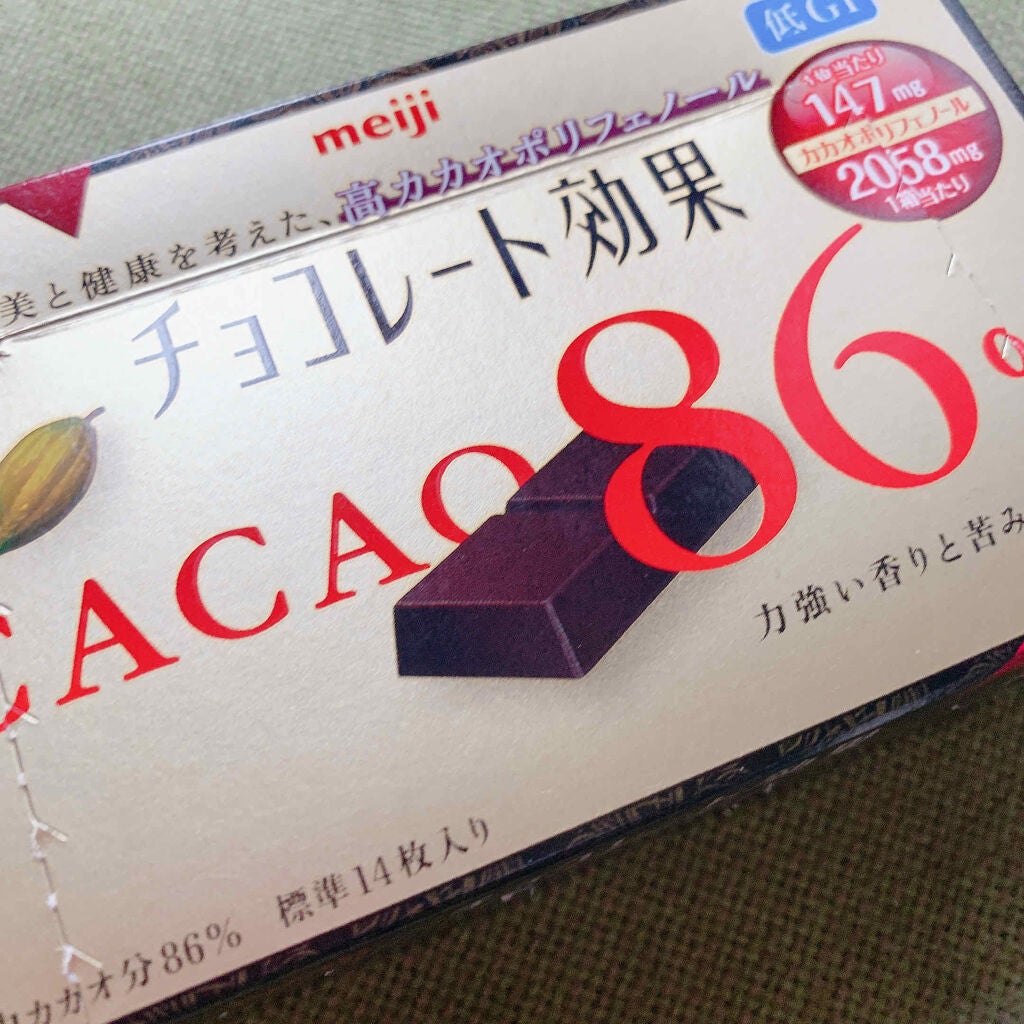 低GI
meiji
1枚当たり
147mg
カカオポリフェノール
2058mg
1箱当たり
美と健康を考えた、高カカオポリフェノール
チョコレート効果
CACAO 86%
力強い香りと苦み
カカオ分86% 標準14枚入り